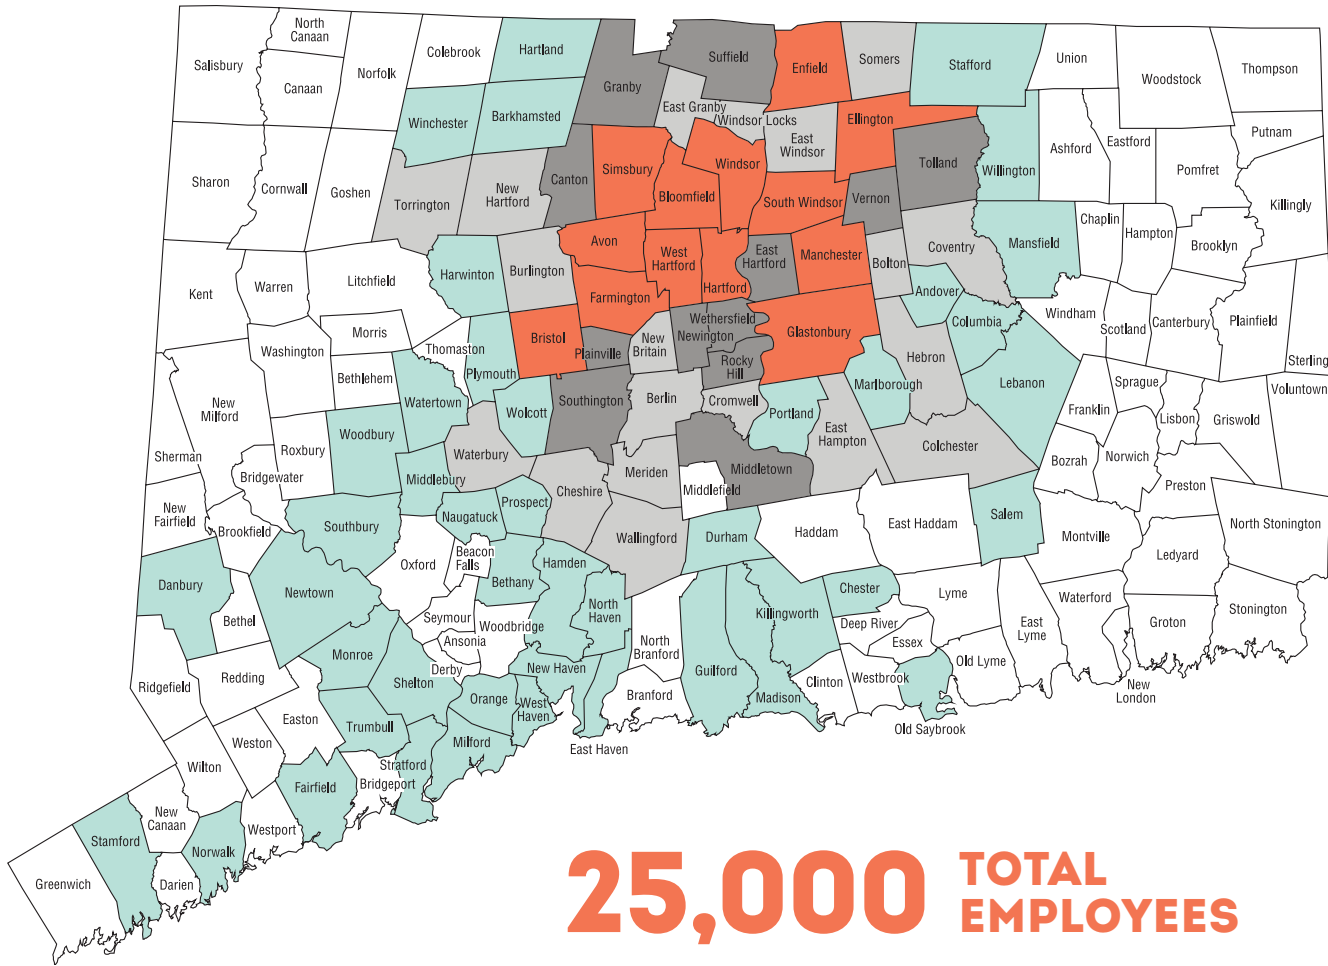 North
Canaan
Colebrook
Hartland
Salisbury
Canaan
Norfolk
Granby
Suffield
Enfield
Somers
Stafford
Union
Woodstock
Thompson
Winchester
Barkhamsted
East Granby
Windsor Locks
East
Windsor
Ellington
Tolland
Willington
Ashford
Eastford
Putnam
Pomfret
Killingly
Sharon
Cornwall
Goshen
Torrington
New
Hartford
Canton
Simsbury
Bloomfield
Windsor
South Windsor
Vernon
Coventry
Mansfield
Chaplin
Hampton
Brooklyn
Kent
Warren
Litchfield
Harwinton
Burlington
Avon
West
Hartford
Hartford
East
Hartford
Manchester
Bolton
Andover
Columbia
Windham
Scotland
Canterbury
Plainfield
Sterling
Washington
Morris
Bethlehem
Thomaston
Plymouth
Bristol
Farmington
Plainville
New
Britain
Wethersfield
Newington
Rocky
Hill
Glastonbury
Hebron
Marlborough
Lebanon
Franklin
Sprague
Lisbon
Griswold
Voluntown
New
Milford
Sherman
Roxbury
Bridgewater
Woodbury
Watertown
Wolcott
Southington
Berlin
Cromwell
Portland
East
Hampton
Colchester
Bozrah
Norwich
Preston
New
Fairfield
Brookfield
Southbury
Middlebury
Waterbury
Naugatuck
Prospect
Cheshire
Meriden
Middletown
Middlefield
Wallingford
Durham
Haddam
East Haddam
Salem
Montville
Ledyard
North Stonington
Danbury
Bethel
Newtown
Oxford
Beacon
Falls
Bethany
Hamden
North
Haven
Seymour
Ansonia
Woodbridge
Derby
New Haven
North
Branford
Guilford
Killingworth
Chester
Deep River
Essex
Lyme
East
Lyme
Waterford
Groton
Stonington
Ridgefield
Redding
Monroe
Shelton
Orange
West
Haven
Branford
Madison
Clinton
Westbrook
Old Lyme
New
London
Old Saybrook
Easton
Trumbull
Milford
East Haven
Weston
Wilton
Stratford
Bridgeport
Fairfield
New
Canaan
Westport
Norwalk
Stamford
Darien
Greenwich
25,000 TOTAL
EMPLOYEES